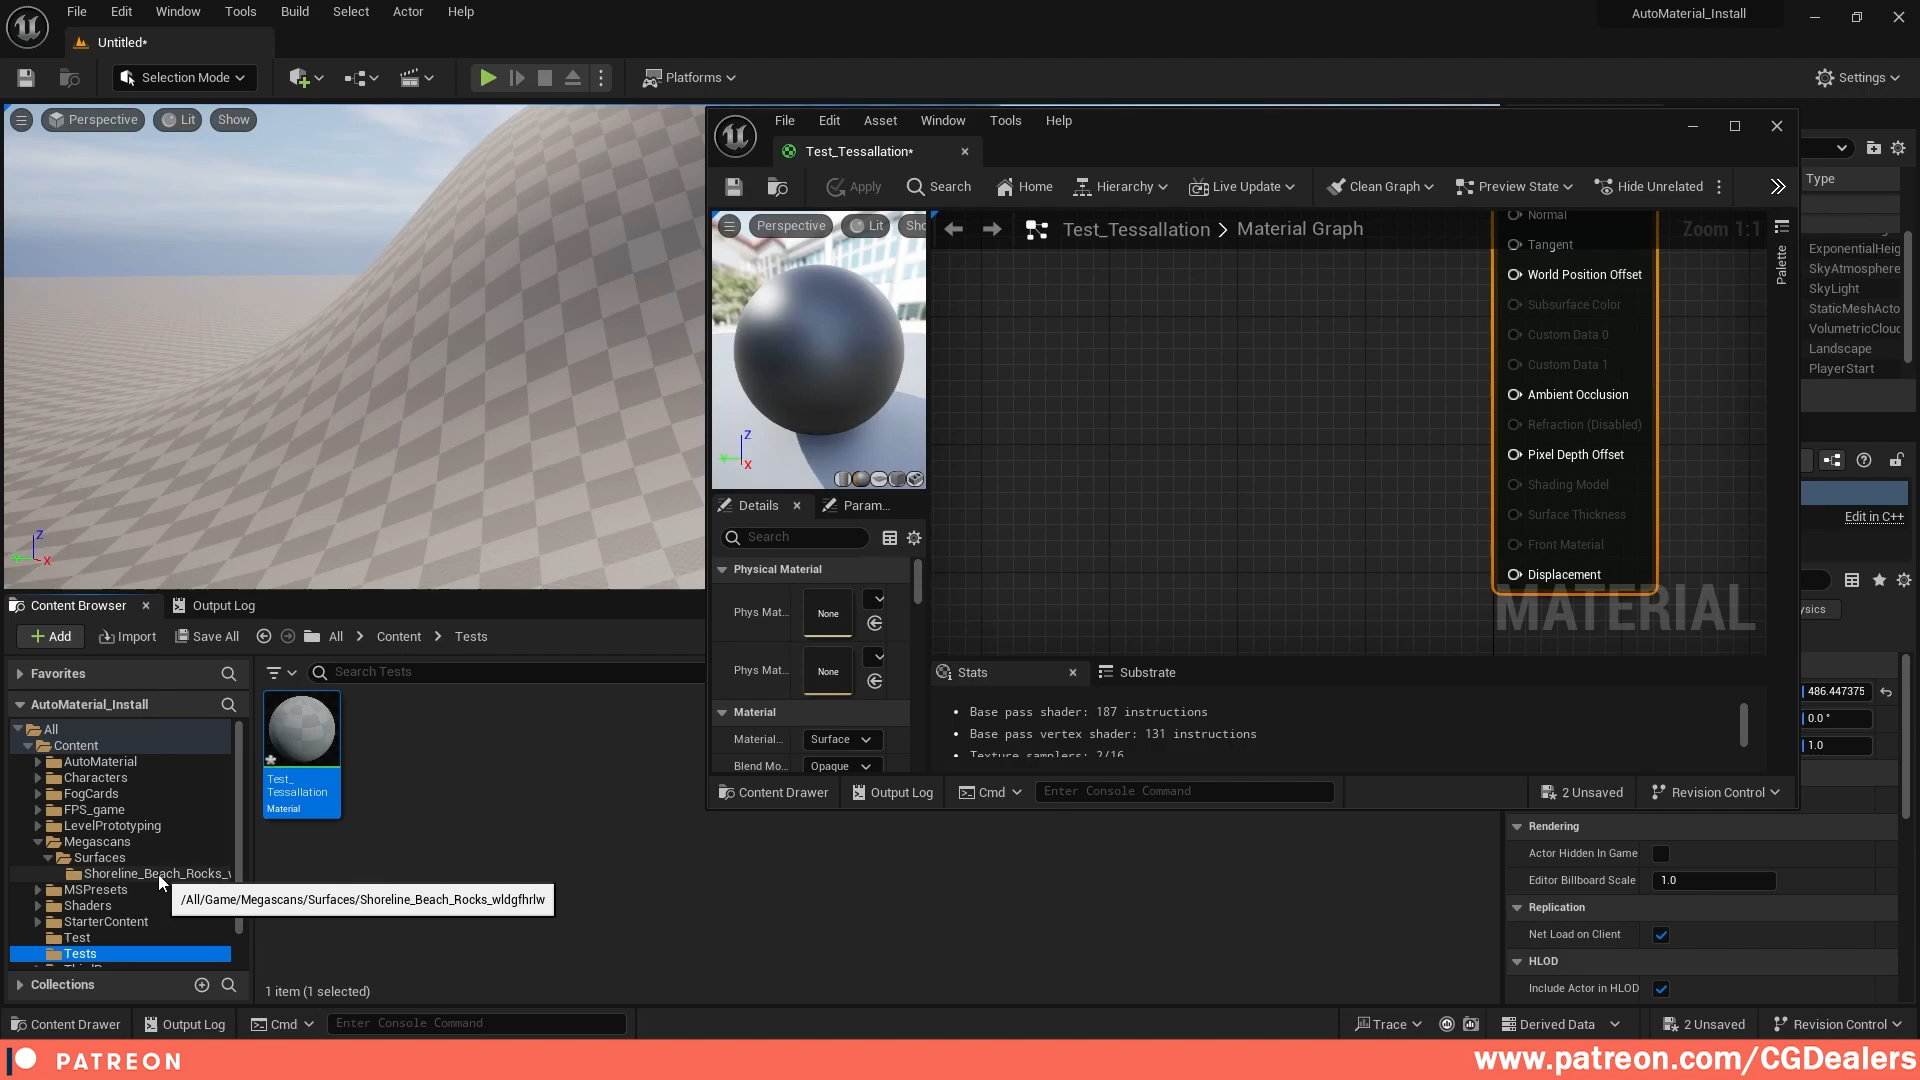 File Edit Window Tools Build Select Actor Help
AutoMaterial_Install
Untitled*
Selection Mode
Platforms
Settings
Perspective Lit Show
File Edit Asset Window Tools Help
Test_Tessallation*
Apply Search Home Hierarchy Live Update Clean Graph Preview State Hide Unrelated
Type
Perspective Lit Sho
Test_Tessallation > Material Graph
Zoom 1:1
Palette
Normal
Tangent
World Position Offset
Subsurface Color
Custom Data 0
Custom Data 1
Ambient Occlusion
Refraction (Disabled)
Pixel Depth Offset
Shading Model
Surface Thickness
Front Material
Displacement
MATERIAL
ExponentialHeig
SkyAtmosphere
SkyLight
StaticMeshActo
VolumetricClouc
Landscape
PlayerStart
Edit in C++
ysics
Z
X
Z
X
Details Param...
Search
Physical Material
Phys Mat... None
Phys Mat... None
Material
Material... Surface
Blend Mo... Opaque
Stats Substrate
Base pass shader: 187 instructions
Base pass vertex shader: 131 instructions
Texture samplers: 2/16
Content Drawer Output Log Cmd Enter Console Command 2 Unsaved Revision Control
Content Browser Output Log
Add Import Save All All > Content > Tests
Favorites
Search Tests
AutoMaterial_Install
All
Content
AutoMaterial
Characters
FogCards
FPS_game
LevelPrototyping
Megascans
Surfaces
Shoreline_Beach_Rocks_v
MSPresets
Shaders
StarterContent
Test
Tests
Collections
/All/Game/Megascans/Surfaces/Shoreline_Beach_Rocks_wldgfhrlw
Test_
Tessallation
Material
1 item (1 selected)
486.447375
0.0 °
1.0
Rendering
Actor Hidden In Game
Editor Billboard Scale 1.0
Replication
Net Load on Client
HLOD
Include Actor in HLOD
Content Drawer Output Log Cmd Enter Console Command Trace Derived Data 2 Unsaved Revision Control
PATREON
www.patreon.com/CGDealers